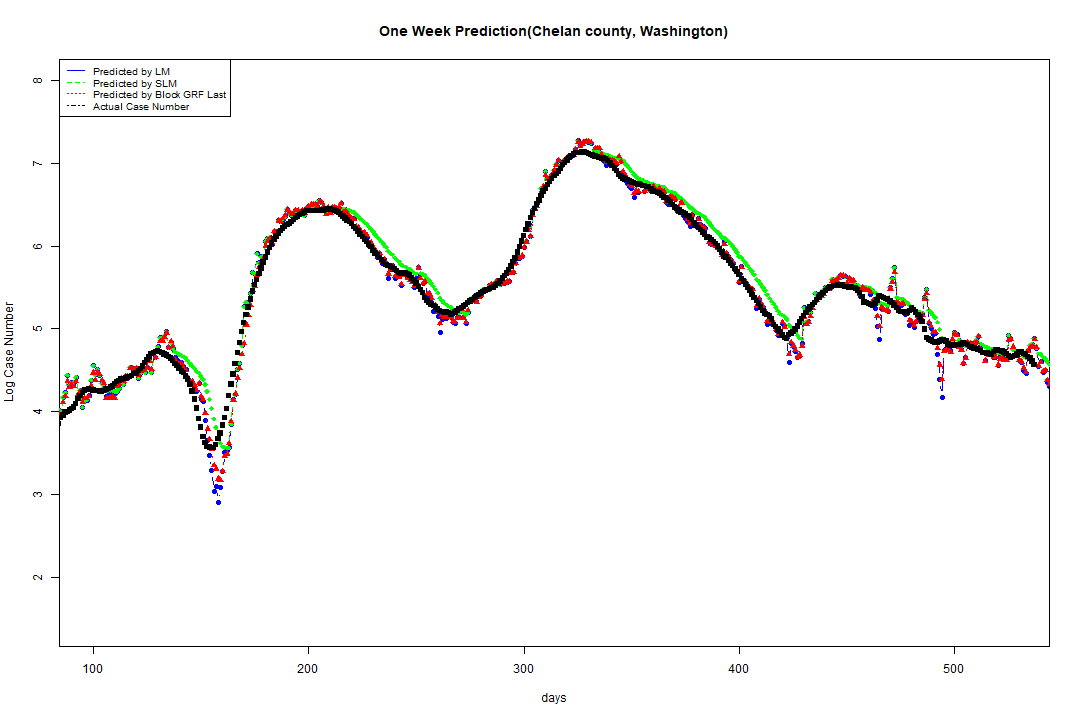 One Week Prediction(Chelan county, Washington)
Predicted by LM
Predicted by SLM
Predicted by Block GRF Last
Actual Case Number
8
7
6
5
4
3
2
Log Case Number
100 200 300 400 500
days